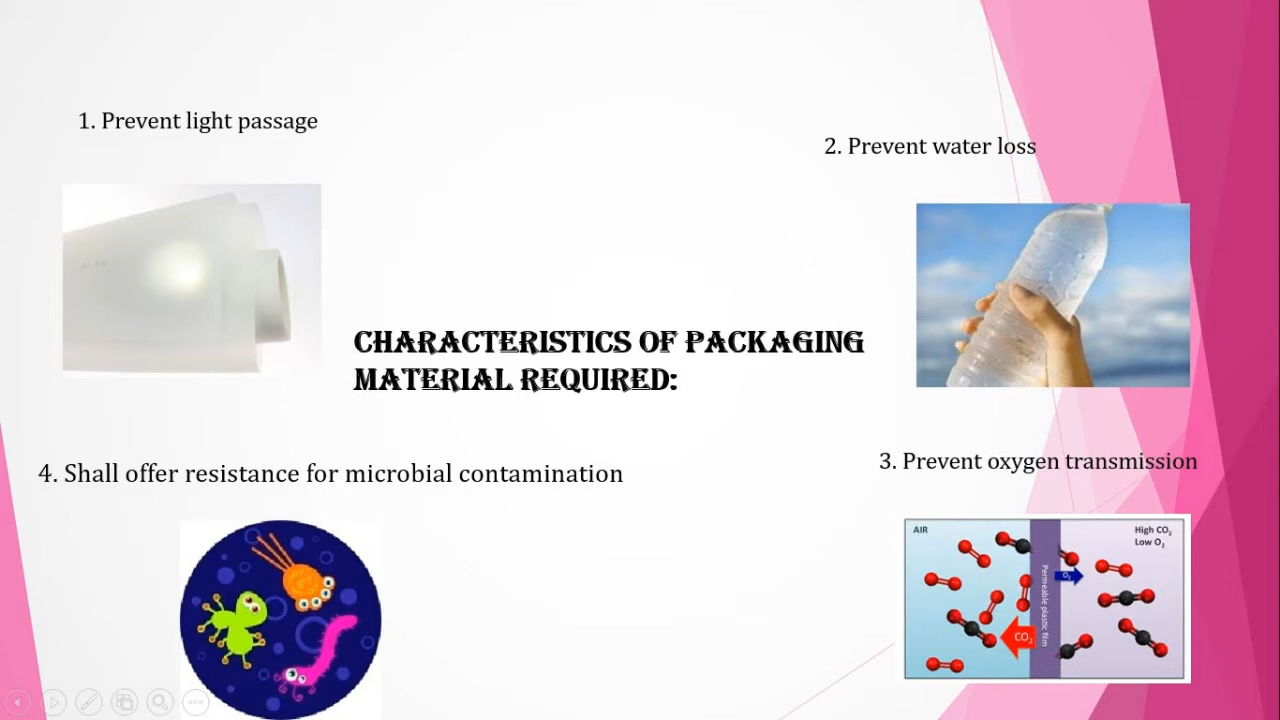 1. Prevent light passage
2. Prevent water loss
CHARACTERISTICS OF PACKAGING
MATERIAL REQUIRED:
4. Shall offer resistance for microbial contamination
3. Prevent oxygen transmission
AIR
High CO₂
Low O₂
Permeable plastic film
O₂
CO₂